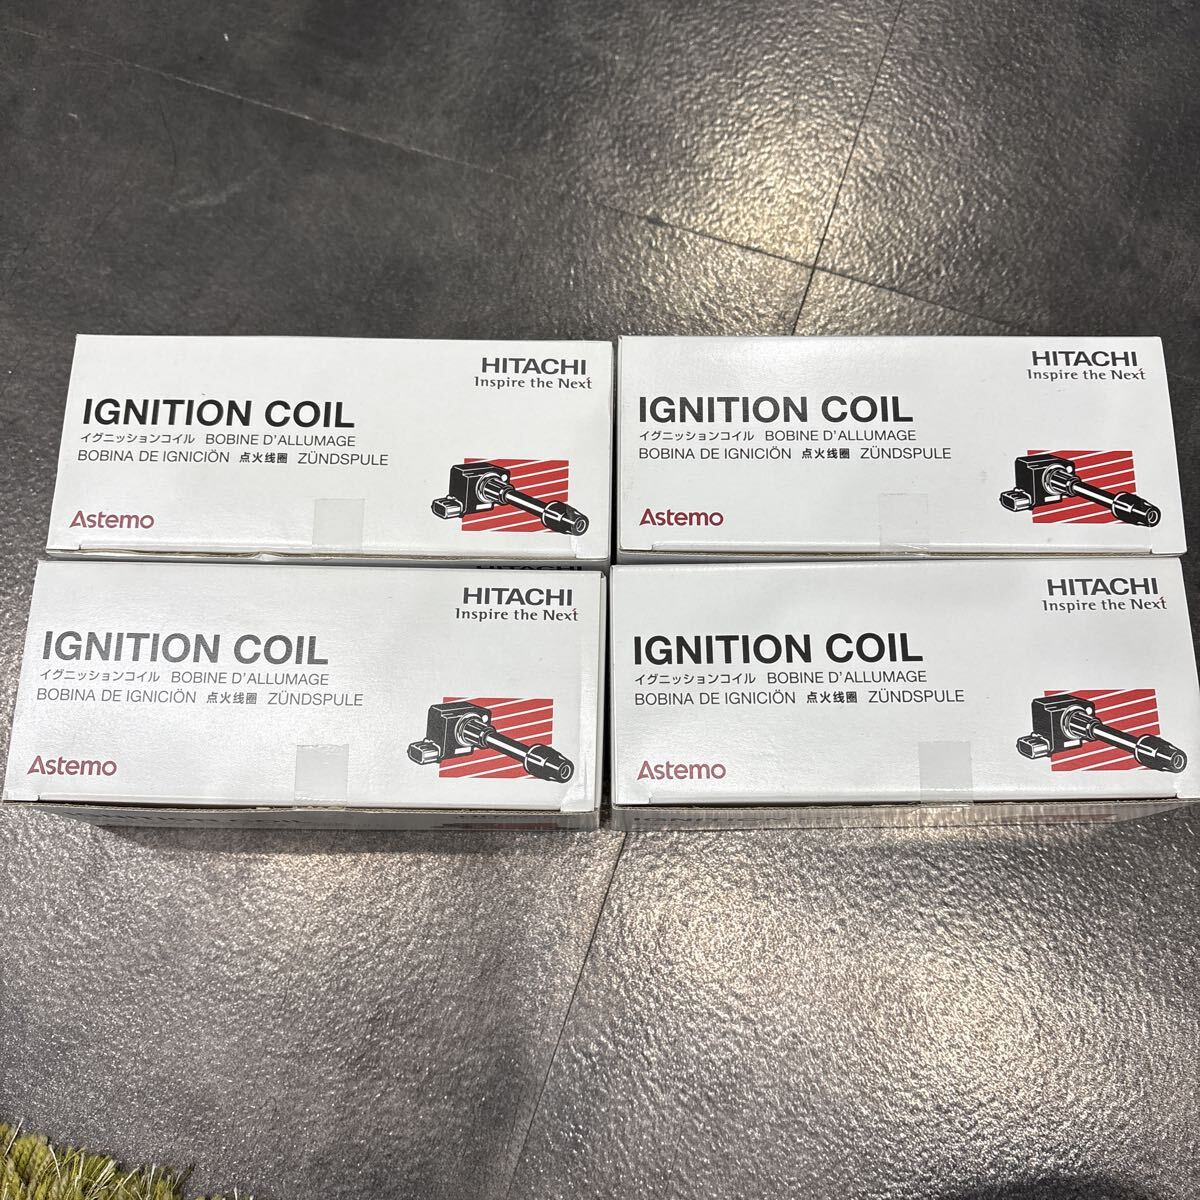 HITACHI
Inspire the Next
IGNITION COIL
イグニッションコイル BOBINE D'ALLUMAGE
BOBINA DE IGNICIÖN 点火线圈 ZÜNDSPULE
Astemo
HITACHI
Inspire the Next
IGNITION COIL
イグニッションコイル BOBINE D'ALLUMAGE
BOBINA DE IGNICIÖN 点火线圈 ZÜNDSPULE
Astemo
HITACHI
HITACHI
Inspire the Next
IGNITION COIL
イグニッションコイル BOBINE D'ALLUMAGE
BOBINA DE IGNICIÖN 点火线圈 ZÜNDSPULE
Astemo
HITACHI
Inspire the Next
IGNITION COIL
イグニッションコイル BOBINE D'ALLUMAGE
BOBINA DE IGNICIÖN 点火线圈 ZÜNDSPULE
Astemo